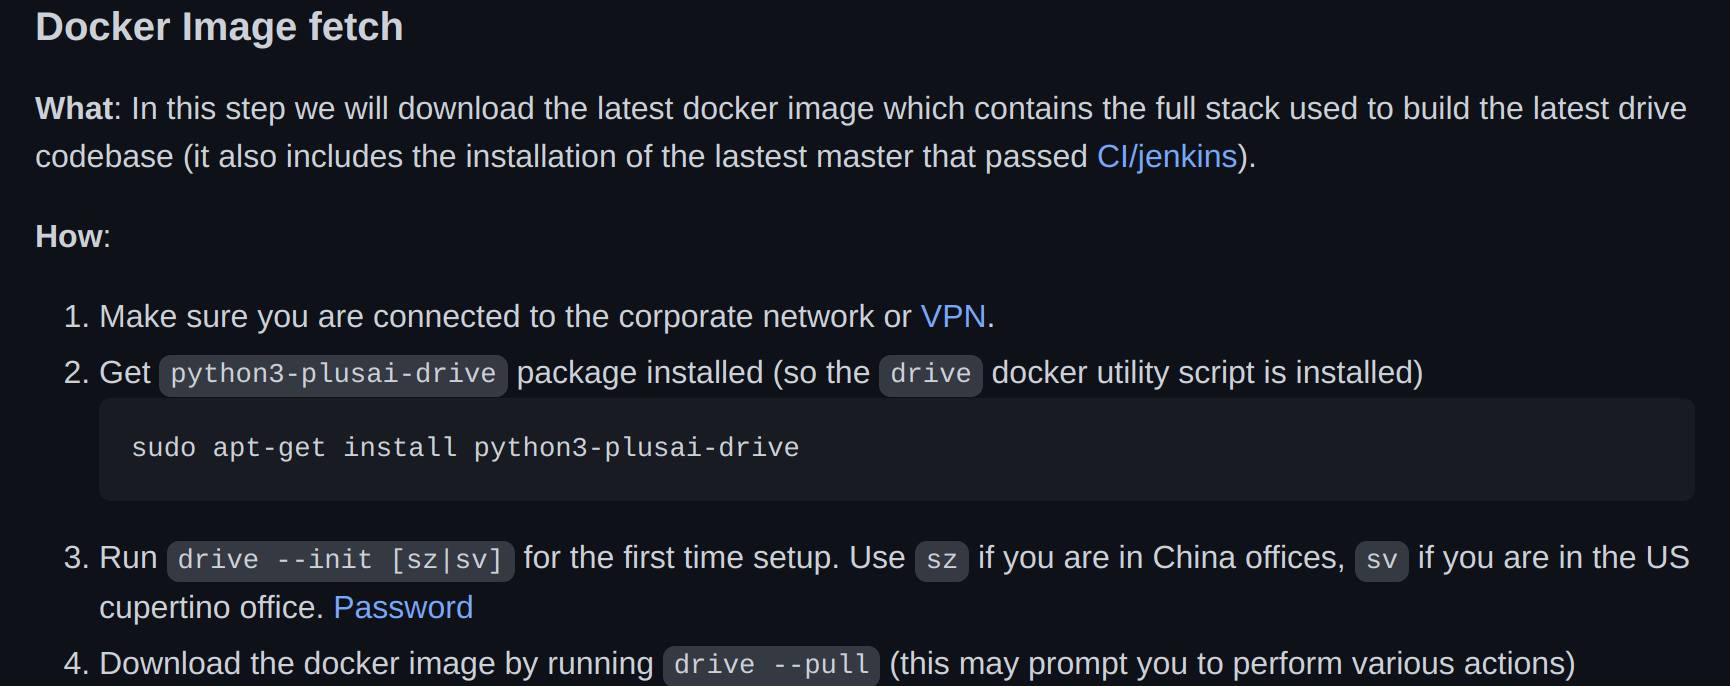 Docker Image fetch
What: In this step we will download the latest docker image which contains the full stack used to build the latest drive
codebase (it also includes the installation of the lastest master that passed CI/jenkins).
How:
1. Make sure you are connected to the corporate network or VPN.
2. Get python3-plusai-drive package installed (so the drive docker utility script is installed)
sudo apt-get install python3-plusai-drive
3. Run drive --init [sz|sv] for the first time setup. Use sz if you are in China offices, sv if you are in the US
cupertino office. Password
4. Download the docker image by running drive --pull (this may prompt you to perform various actions)